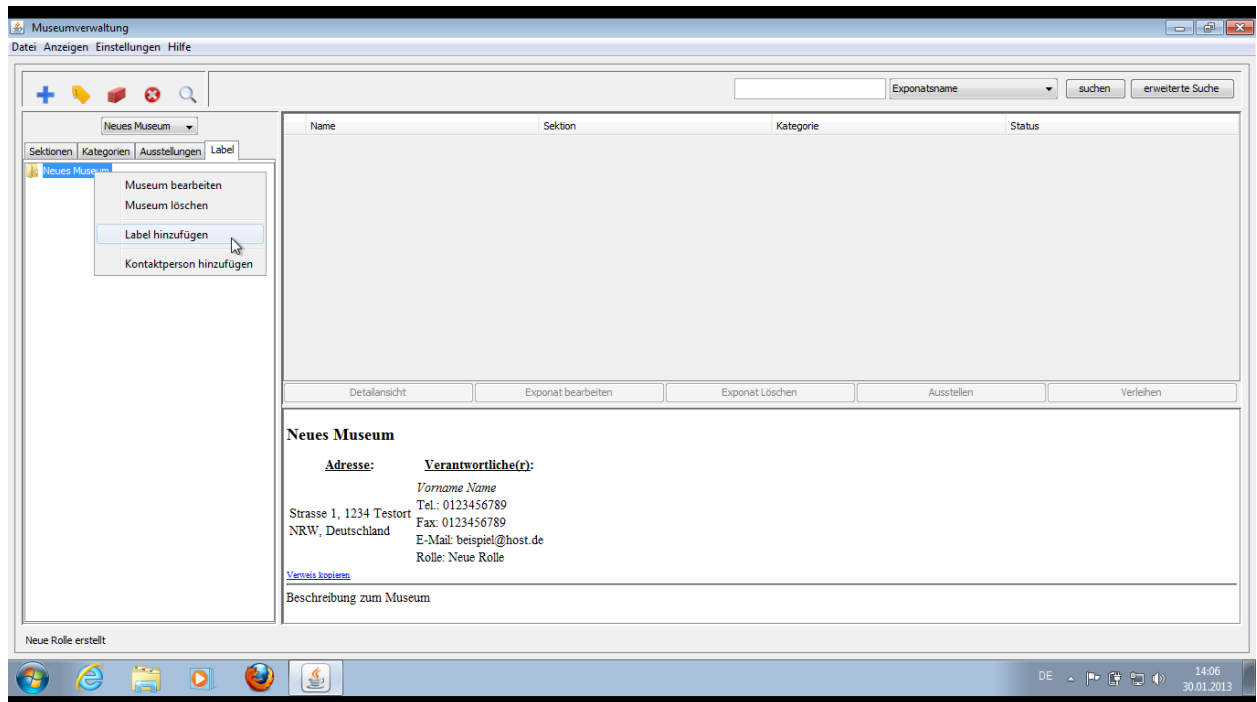 Museumverwaltung
Datei Anzeigen Einstellungen Hilfe
Exponatsname suchen erweiterte Suche
Neues Museum
Sektionen Kategorien Ausstellungen Label
Neues Museum
Museum bearbeiten
Museum löschen
Label hinzufügen
Kontaktperson hinzufügen
Name Sektion Kategorie Status
Detailansicht Exponat bearbeiten Exponat Löschen Ausstellen Verleihen
Neues Museum
Adresse: Verantwortliche(r):
Vorname Name
Strasse 1, 1234 Testort Tel.: 0123456789
NRW, Deutschland Fax: 0123456789
E-Mail: beispiel@host.de
Rolle: Neue Rolle
Verweis kopieren
Beschreibung zum Museum
Neue Rolle erstellt
DE 14:06
30.01.2013